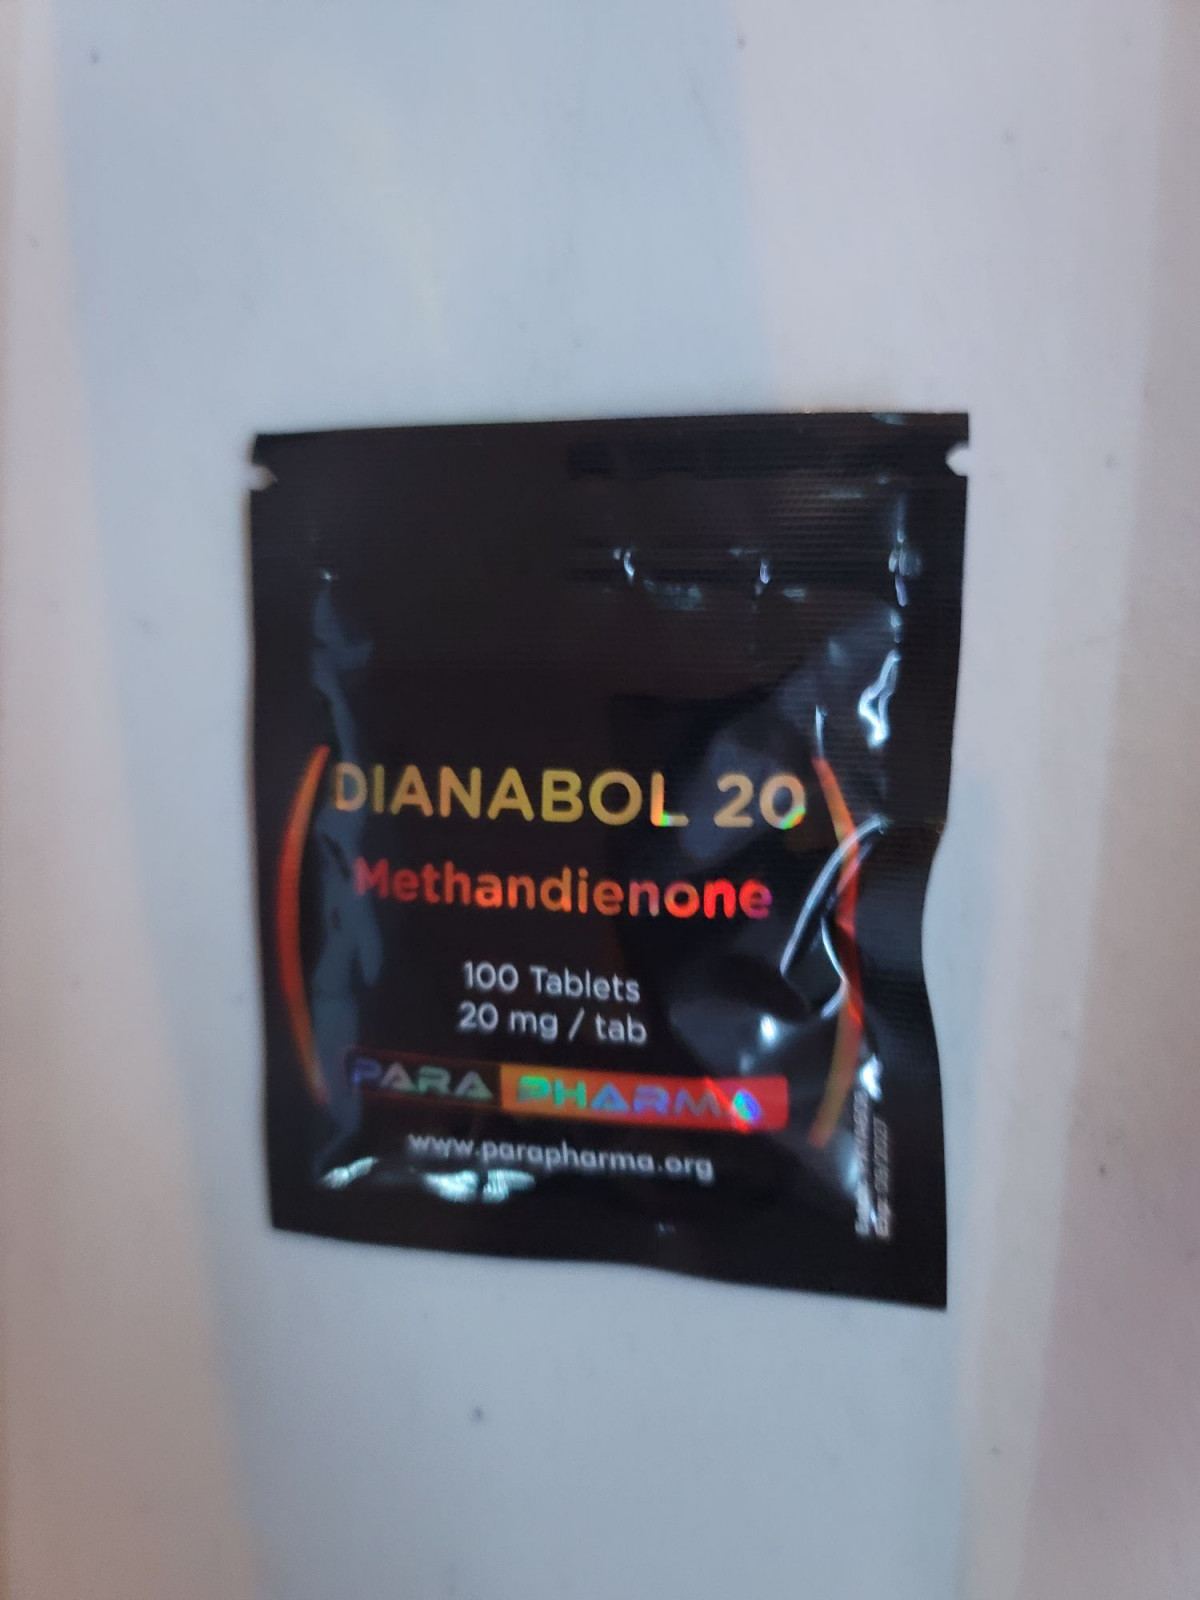 DIANABOL 20
Methandienone
100 Tablets
20 mg / tab
PARA PHARMA
www.parapharma.org